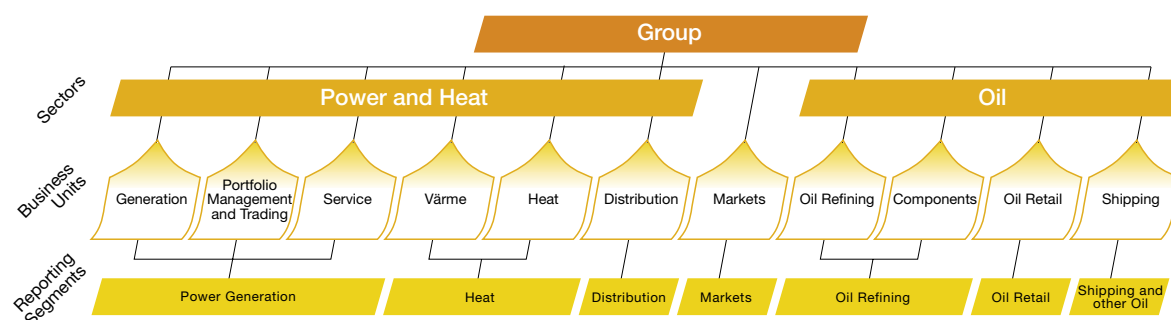 Group
Sectors
Power and Heat
Oil
Business
Units
Generation
Portfolio
Management
and Trading
Service
Värme
Heat
Distribution
Markets
Oil Refining
Components
Oil Retail
Shipping
Reporting
Segments
Power Generation
Heat
Distribution
Markets
Oil Refining
Oil Retail
Shipping and
other Oil